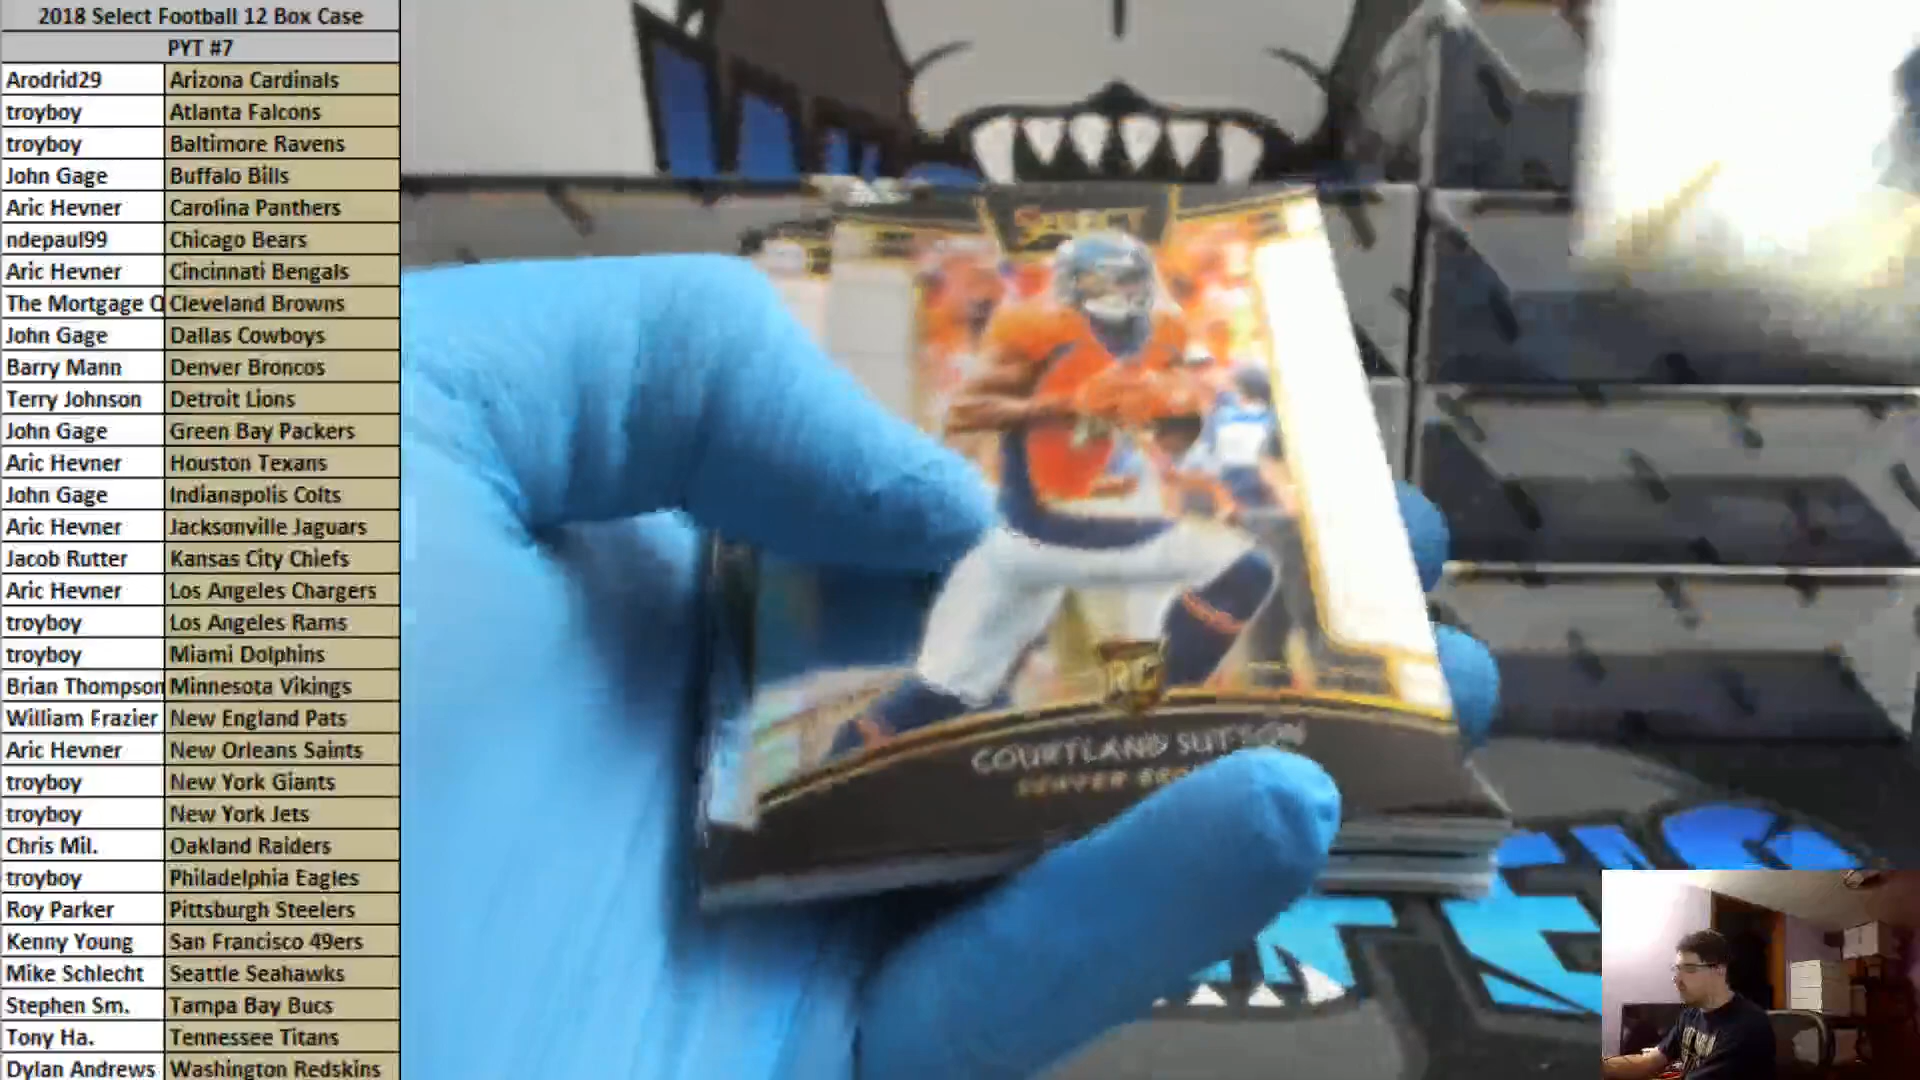 2018 Select Football 12 Box Case
PYT #7
Arodrid29 Arizona Cardinals
troyboy Atlanta Falcons
troyboy Baltimore Ravens
John Gage Buffalo Bills
Aric Hevner Carolina Panthers
ndepaul99 Chicago Bears
Aric Hevner Cincinnati Bengals
The Mortgage Cleveland Browns
John Gage Dallas Cowboys
Barry Mann Denver Broncos
Terry Johnson Detroit Lions
John Gage Green Bay Packers
Aric Hevner Houston Texans
John Gage Indianapolis Colts
Aric Hevner Jacksonville Jaguars
Jacob Rutter Kansas City Chiefs
Aric Hevner Los Angeles Chargers
troyboy Los Angeles Rams
troyboy Miami Dolphins
Brian Thompson Minnesota Vikings
William Frazier New England Pats
Aric Hevner New Orleans Saints
troyboy New York Giants
troyboy New York Jets
Chris Mil. Oakland Raiders
troyboy Philadelphia Eagles
Roy Parker Pittsburgh Steelers
Kenny Young San Francisco 49ers
Mike Schlecht Seattle Seahawks
Stephen Sm. Tampa Bay Bucs
Tony Ha. Tennessee Titans
Dylan Andrews Washington Redskins
SELECT
RC
COURTLAND SUTTON
DENVER